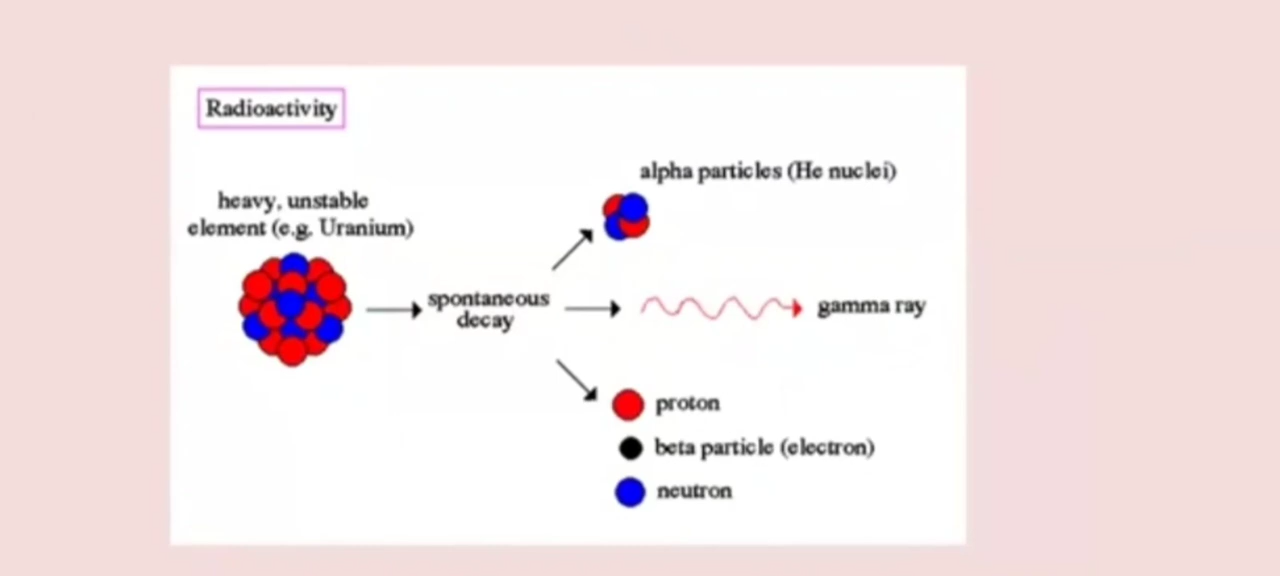 Radioactivity
heavy, unstable
element (e.g. Uranium)
spontaneous
decay
alpha particles (He nuclei)
gamma ray
proton
beta particle (electron)
neutron